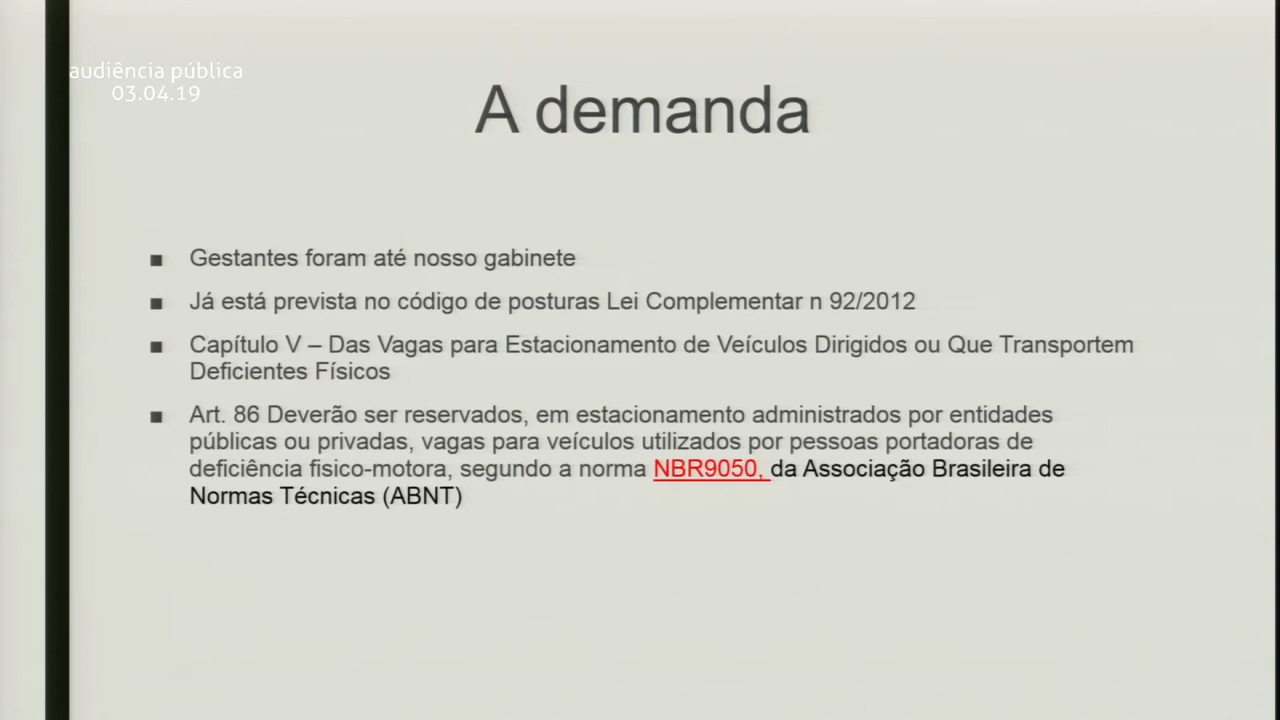 audiência pública
03.04.19
A demanda
Gestantes foram até nosso gabinete
Já está prevista no código de posturas Lei Complementar n 92/2012
Capítulo V – Das Vagas para Estacionamento de Veículos Dirigidos ou Que Transportem
Deficientes Físicos
Art. 86 Deverão ser reservados, em estacionamento administrados por entidades
públicas ou privadas, vagas para veículos utilizados por pessoas portadoras de
deficiência fisico-motora, segundo a norma NBR9050, da Associação Brasileira de
Normas Técnicas (ABNT)